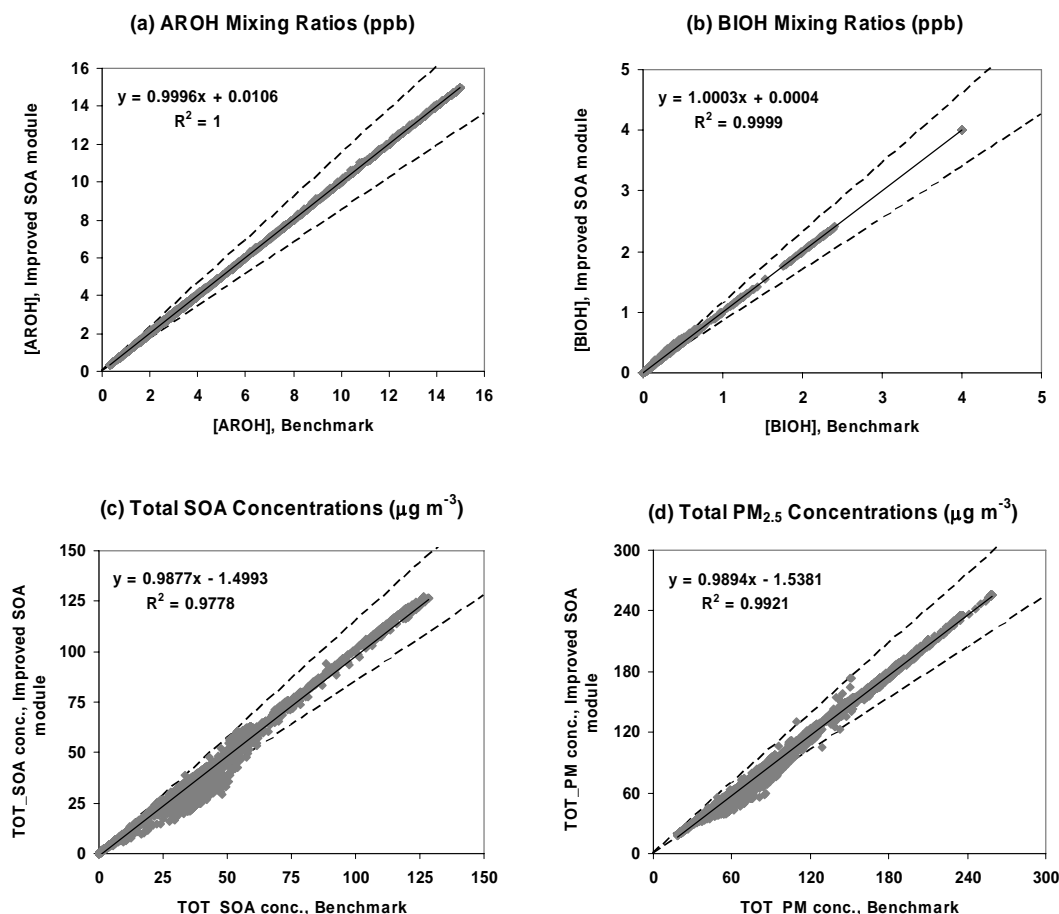 (a) AROH Mixing Ratios (ppb)
y = 0.9996x + 0.0106
R² = 1
[AROH], Improved SOA module
16
14
12
10
8
6
4
2
0
0 2 4 6 8 10 12 14 16
[AROH], Benchmark
(b) BIOH Mixing Ratios (ppb)
y = 1.0003x + 0.0004
R² = 0.9999
[BIOH], Improved SOA module
5
4
3
2
1
0
0 1 2 3 4 5
[BIOH], Benchmark
(c) Total SOA Concentrations (μg m⁻³)
y = 0.9877x - 1.4993
R² = 0.9778
TOT_SOA conc., Improved SOA
module
150
125
100
75
50
25
0
0 25 50 75 100 125 150
TOT_SOA conc., Benchmark
(d) Total PM₂.₅ Concentrations (μg m⁻³)
y = 0.9894x - 1.5381
R² = 0.9921
TOT_PM conc., Improved SOA
module
300
240
180
120
60
0
0 60 120 180 240 300
TOT_PM conc., Benchmark